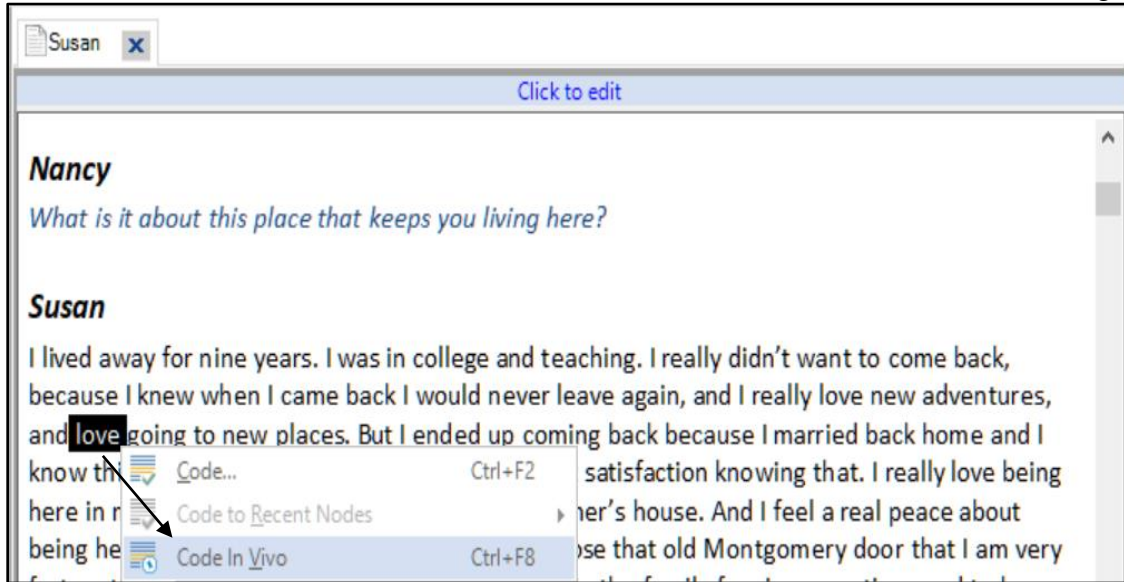 Susan
Click to edit
Nancy
What is it about this place that keeps you living here?
Susan
I lived away for nine years. I was in college and teaching. I really didn't want to come back,
because I knew when I came back I would never leave again, and I really love new adventures,
and love going to new places. But I ended up coming back because I married back home and I
know thi satisfaction knowing that. I really love being
Code... Ctrl+F2
here in her's house. And I feel a real peace about
Code to Recent Nodes
being he ose that old Montgomery door that I am very
Code In Vivo Ctrl+F8